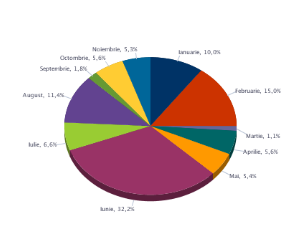 Noiembrie, 5,3%
Ianuarie, 10,0%
Octombrie, 5,6%
Septembrie, 1,8%
Februarie, 15,0%
August, 11,4%
Martie, 1,1%
Aprilie, 5,6%
Iulie, 6,6%
Mai, 5,4%
Iunie, 32,2%